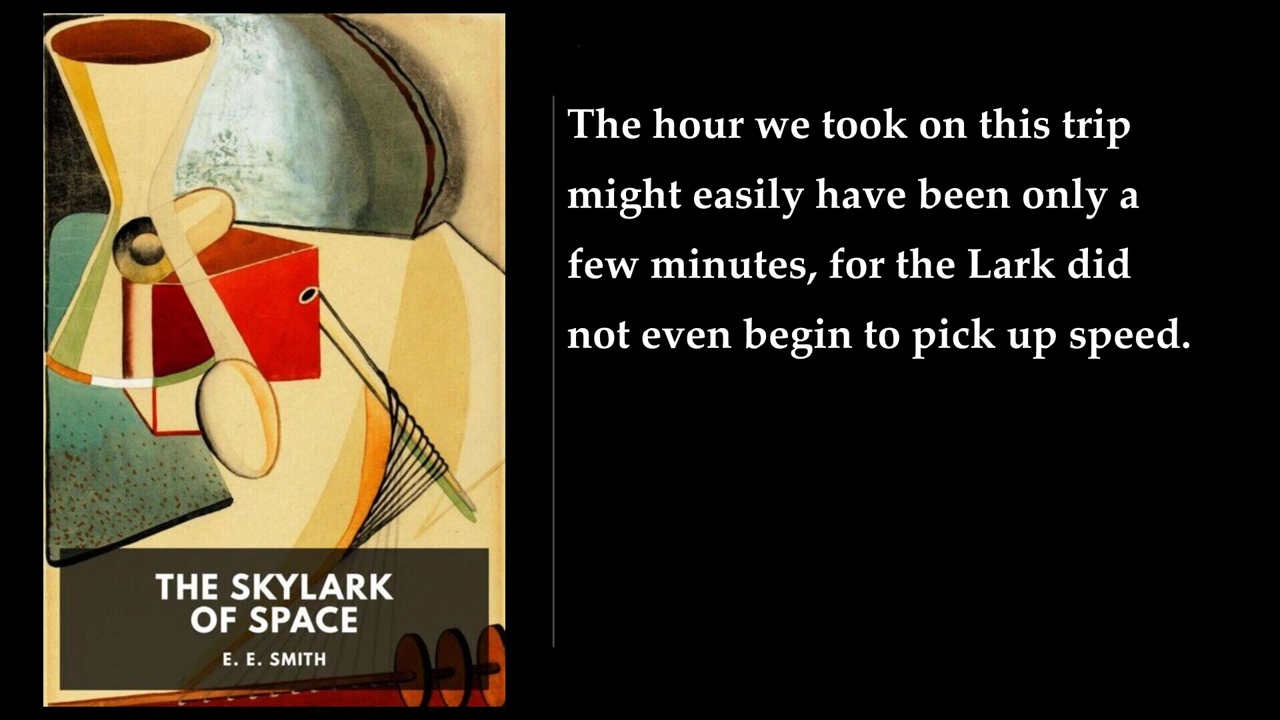 THE SKYLARK
OF SPACE
E. E. SMITH
The hour we took on this trip
might easily have been only a
few minutes, for the Lark did
not even begin to pick up speed.